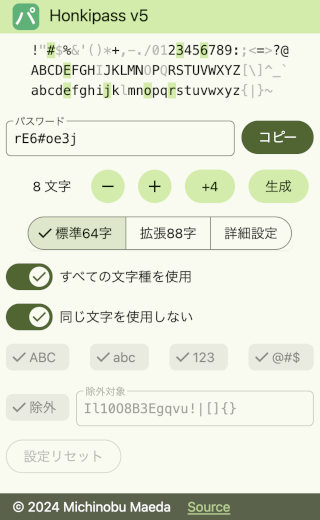 パ Honkipass v5
!"#$%&'()*+,-./0123456789:;<=>?@
ABCDEFGHIJKLMNOPQRSTUVWXYZ[\]^_`
abcdefghijklmnopqrstuvwxyz{|}~
パスワード
rE6#oe3j
コピー
8 文字 − + +4 生成
標準64字 拡張88字 詳細設定
すべての文字種を使用
同じ文字を使用しない
ABC abc 123 @#$
除外対象
除外 Il10O8B3Egqvu!|[]{}
設定リセット
© 2024 Michinobu Maeda Source